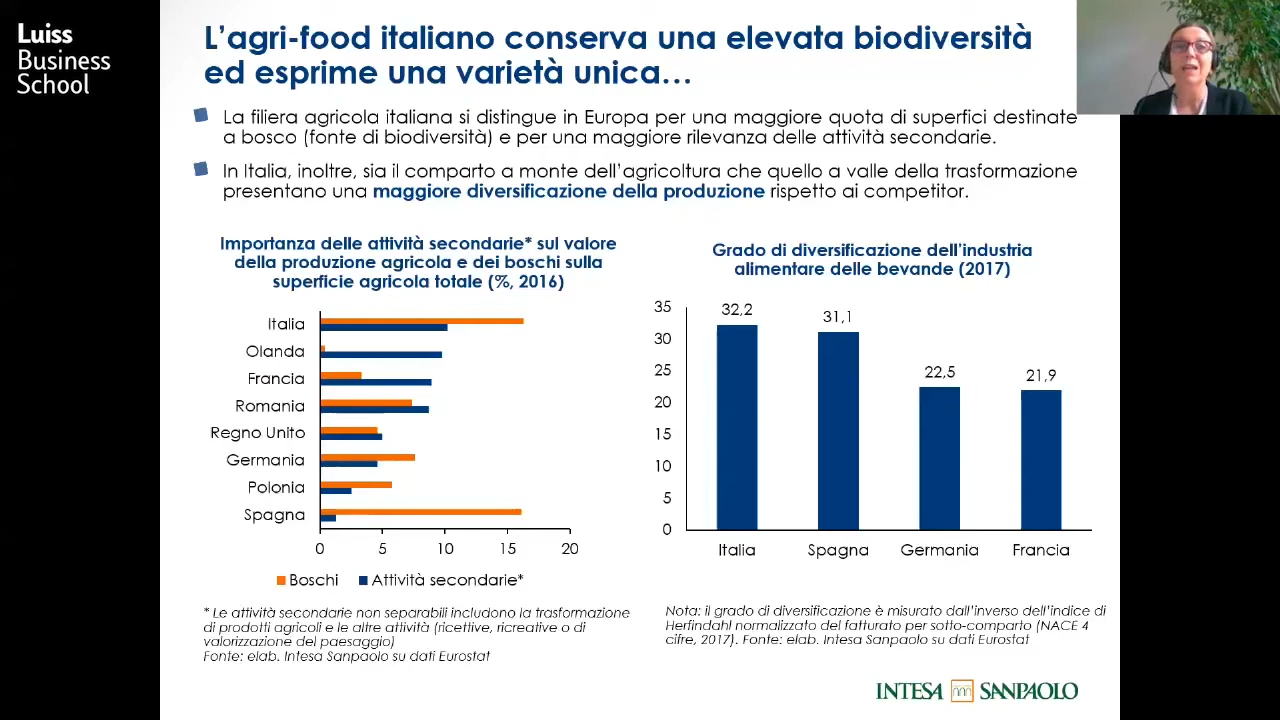 Luiss
Business
School
L'agri-food italiano conserva una elevata biodiversità
ed esprime una varietà unica…
La filiera agricola italiana si distingue in Europa per una maggiore quota di superfici destinate
a bosco (fonte di biodiversità) e per una maggiore rilevanza delle attività secondarie.
In Italia, inoltre, sia il comparto a monte dell'agricoltura che quello a valle della trasformazione
presentano una maggiore diversificazione della produzione rispetto ai competitor.
Importanza delle attività secondarie* sul valore
della produzione agricola e dei boschi sulla
superficie agricola totale (%, 2016)
Italia
Olanda
Francia
Romania
Regno Unito
Germania
Polonia
Spagna
0 5 10 15 20
Boschi Attività secondarie*
* Le attività secondarie non separabili includono la trasformazione
di prodotti agricoli e le altre attività (ricettive, ricreative o di
valorizzazione del paesaggio)
Fonte: elab. Intesa Sanpaolo su dati Eurostat
Grado di diversificazione dell'industria
alimentare delle bevande (2017)
35
30
25
20
15
10
5
0
32,2
31,1
22,5
21,9
Italia Spagna Germania Francia
Nota: il grado di diversificazione è misurato dall'inverso dell'indice di
Herfindahl normalizzato del fatturato per sotto-comparto (NACE 4
cifre, 2017). Fonte: elab. Intesa Sanpaolo su dati Eurostat
INTESA SANPAOLO